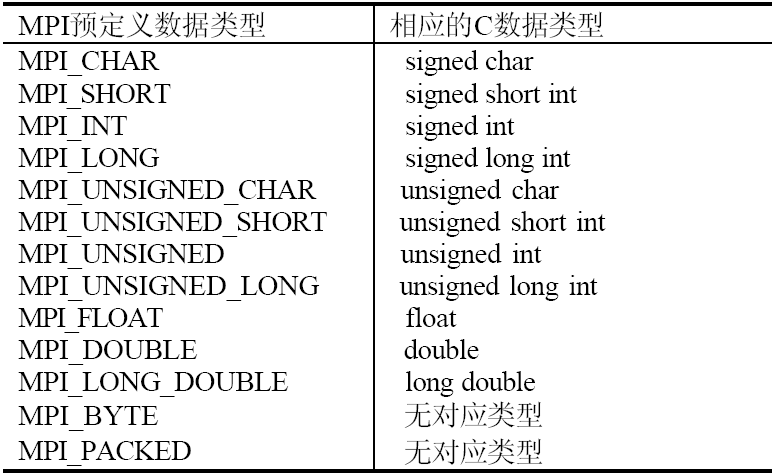 MPI预定义数据类型 相应的C数据类型
MPI_CHAR signed char
MPI_SHORT signed short int
MPI_INT signed int
MPI_LONG signed long int
MPI_UNSIGNED_CHAR unsigned char
MPI_UNSIGNED_SHORT unsigned short int
MPI_UNSIGNED unsigned int
MPI_UNSIGNED_LONG unsigned long int
MPI_FLOAT float
MPI_DOUBLE double
MPI_LONG_DOUBLE long double
MPI_BYTE 无对应类型
MPI_PACKED 无对应类型